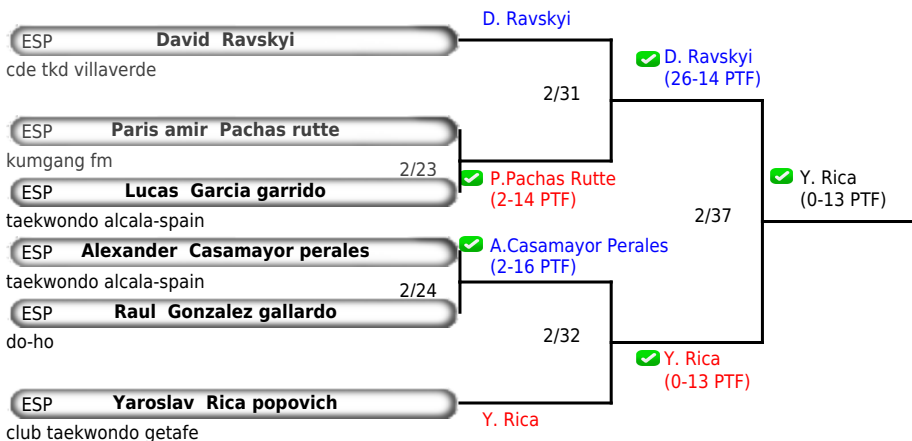 D. Ravskyi
ESP David Ravskyi
cde tkd villaverde
D. Ravskyi
(26-14 PTF)
2/31
ESP Paris amir Pachas rutte
kumgang fm
2/23
P.Pachas Rutte
(2-14 PTF)
ESP Lucas Garcia garrido
taekwondo alcala-spain
Y. Rica
(0-13 PTF)
2/37
ESP Alexander Casamayor perales
taekwondo alcala-spain
A.Casamayor Perales
(2-16 PTF)
2/24
ESP Raul Gonzalez gallardo
do-ho
2/32
Y. Rica
(0-13 PTF)
ESP Yaroslav Rica popovich
club taekwondo getafe
Y. Rica